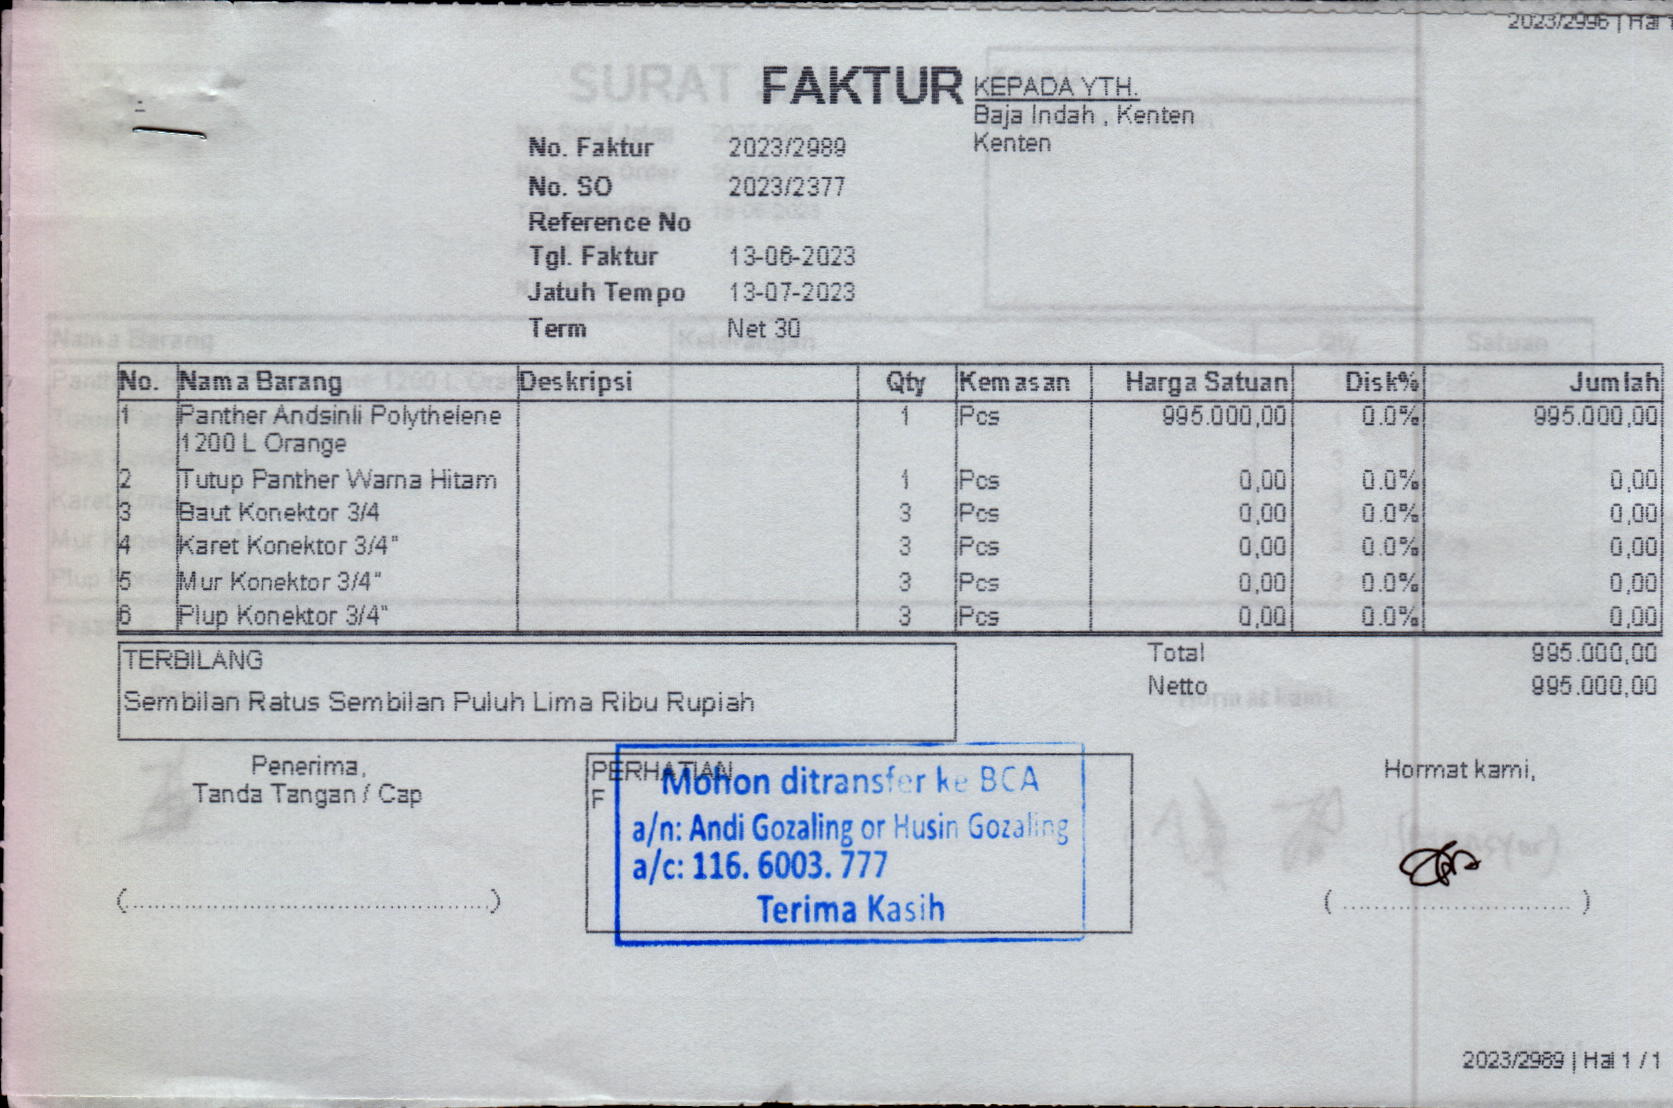 2023/2996 | Hal 1
FAKTUR
KEPADA YTH.
Baja Indah , Kenten
Kenten
No. Faktur 2023/2989
No. SO 2023/2377
Reference No
Tgl. Faktur 13-06-2023
Jatuh Tempo 13-07-2023
Term Net 30
No. Nama Barang Deskripsi Qty Kemasan Harga Satuan Disk% Jumlah
1 Panther Andsinli Polythelene 1 Pcs 995.000,00 0.0% 995.000,00
1200 L Orange
2 Tutup Panther Warna Hitam 1 Pcs 0,00 0.0% 0,00
3 Baut Konektor 3/4 3 Pcs 0,00 0.0% 0,00
4 Karet Konektor 3/4" 3 Pcs 0,00 0.0% 0,00
5 Mur Konektor 3/4" 3 Pcs 0,00 0.0% 0,00
6 Plup Konektor 3/4" 3 Pcs 0,00 0.0% 0,00
TERBILANG
Sembilan Ratus Sembilan Puluh Lima Ribu Rupiah
Total 995.000,00
Netto 995.000,00
Penerima,
Tanda Tangan / Cap
(..........................................)
PERHATIAN
F
Mohon ditransfer ke BCA
a/n: Andi Gozaling or Husin Gozaling
a/c: 116. 6003. 777
Terima Kasih
Hormat kami,
( .............................. )
2023/2989 | Hal 1 / 1